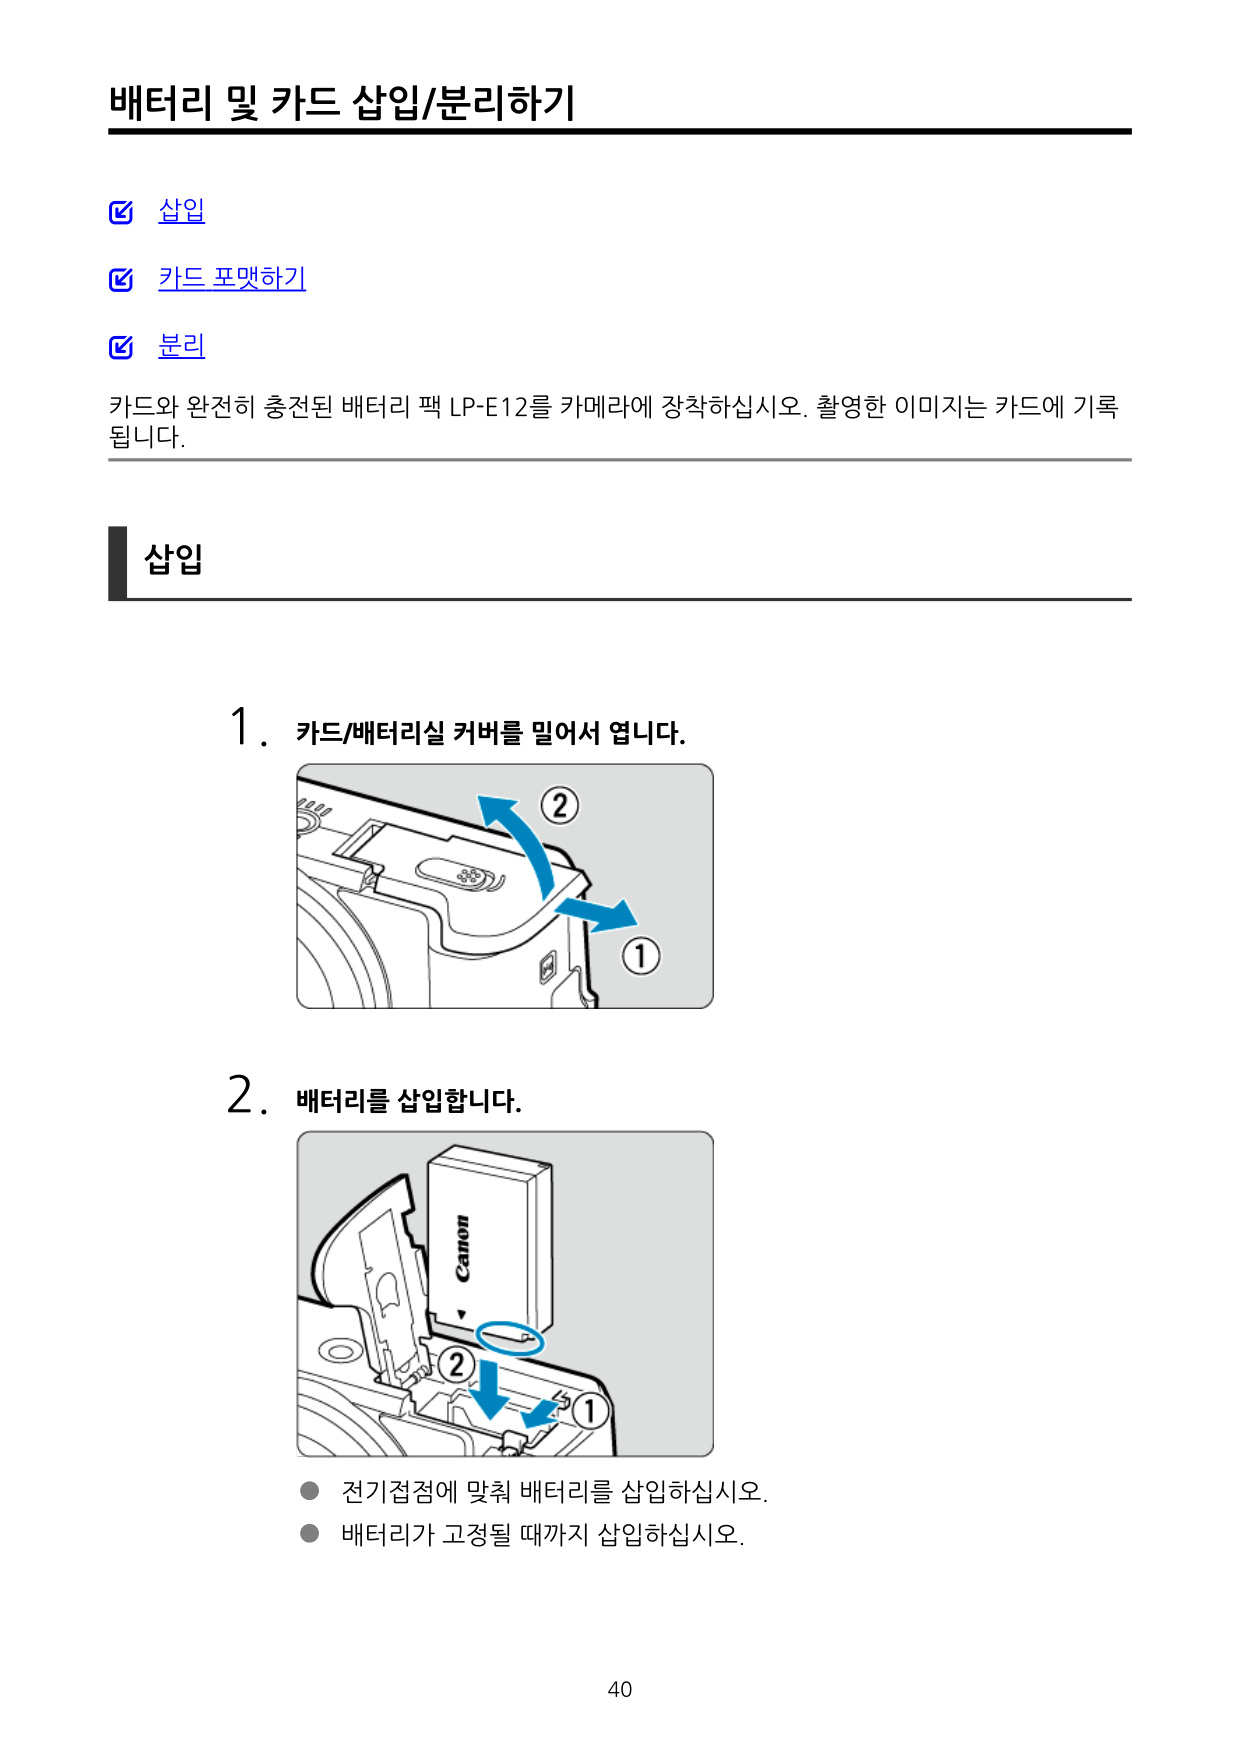 배터리 및 카드 삽입/분리하기
삽입
카드 포맷하기
분리
카드와 완전히 충전된 배터리 팩 LP-E12를 카메라에 장착하십시오. 촬영한 이미지는 카드에 기록
됩니다.
삽입
1. 카드/배터리실 커버를 밀어서 엽니다.
②
①
2. 배터리를 삽입합니다.
Canon
②
①
● 전기접점에 맞춰 배터리를 삽입하십시오.
● 배터리가 고정될 때까지 삽입하십시오.
40